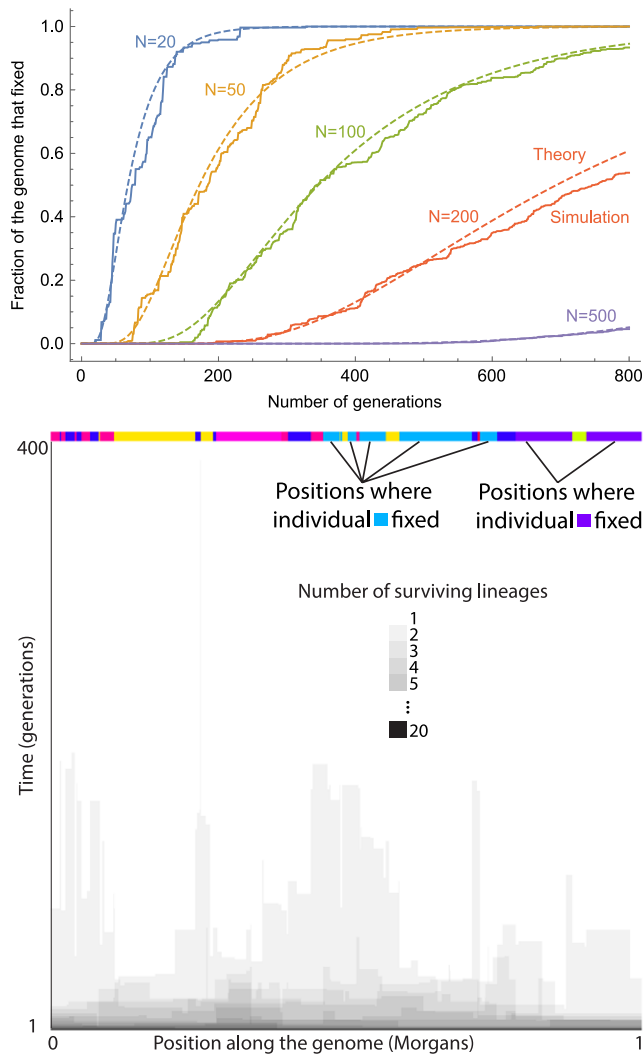 1.0
0.8
0.6
0.4
0.2
0.0
Fraction of the genome that fixed
N=20
N=50
N=100
Theory
N=200
Simulation
N=500
0 200 400 600 800
Number of generations
400
Positions where individual fixed
Positions where individual fixed
Number of surviving lineages
1
2
3
4
5
⋮
20
Time (generations)
1
0 Position along the genome (Morgans) 1